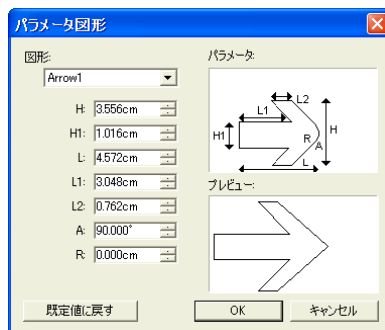 パラメータ図形
図形:
Arrow1
H: 3.556cm
H1: 1.016cm
L: 4.572cm
L1: 3.048cm
L2: 0.762cm
A: 90.000°
R: 0.000cm
パラメータ:
L2
L1
H1
H
R
A
L
プレビュー:
既定値に戻す
OK
キャンセル